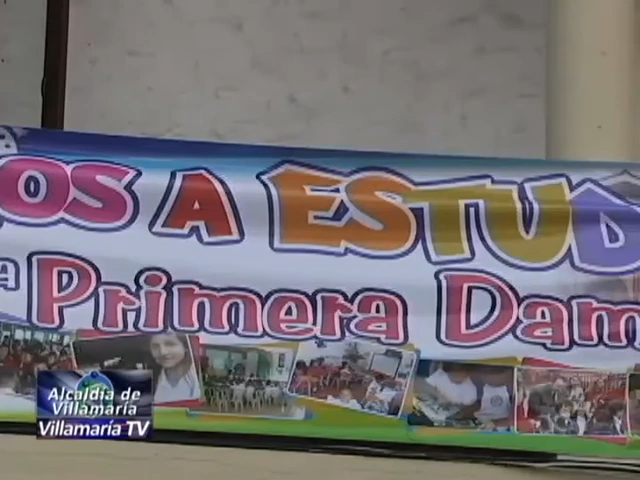 OS A ESTUD
a Primera Dam
Alcaldía de
Villamaría
Villamaría TV